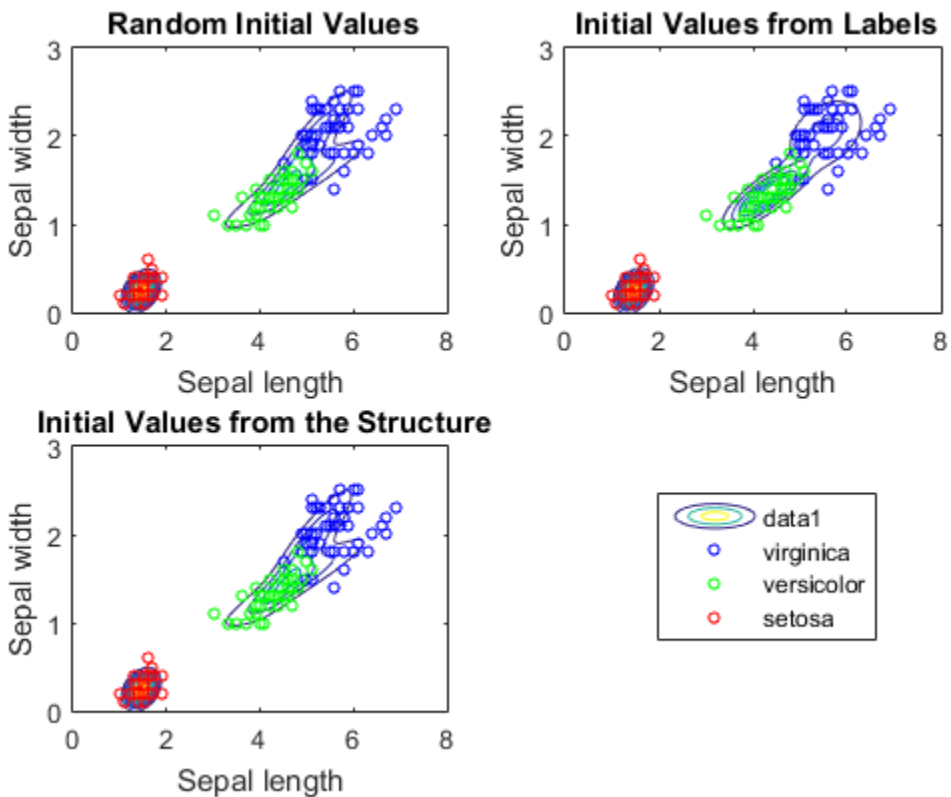 Random Initial Values
3
2
1
0
0 2 4 6 8
Sepal width
Sepal length
Initial Values from Labels
3
2
1
0
0 2 4 6 8
Sepal width
Sepal length
Initial Values from the Structure
3
2
1
0
0 2 4 6 8
Sepal width
Sepal length
data1
virginica
versicolor
setosa